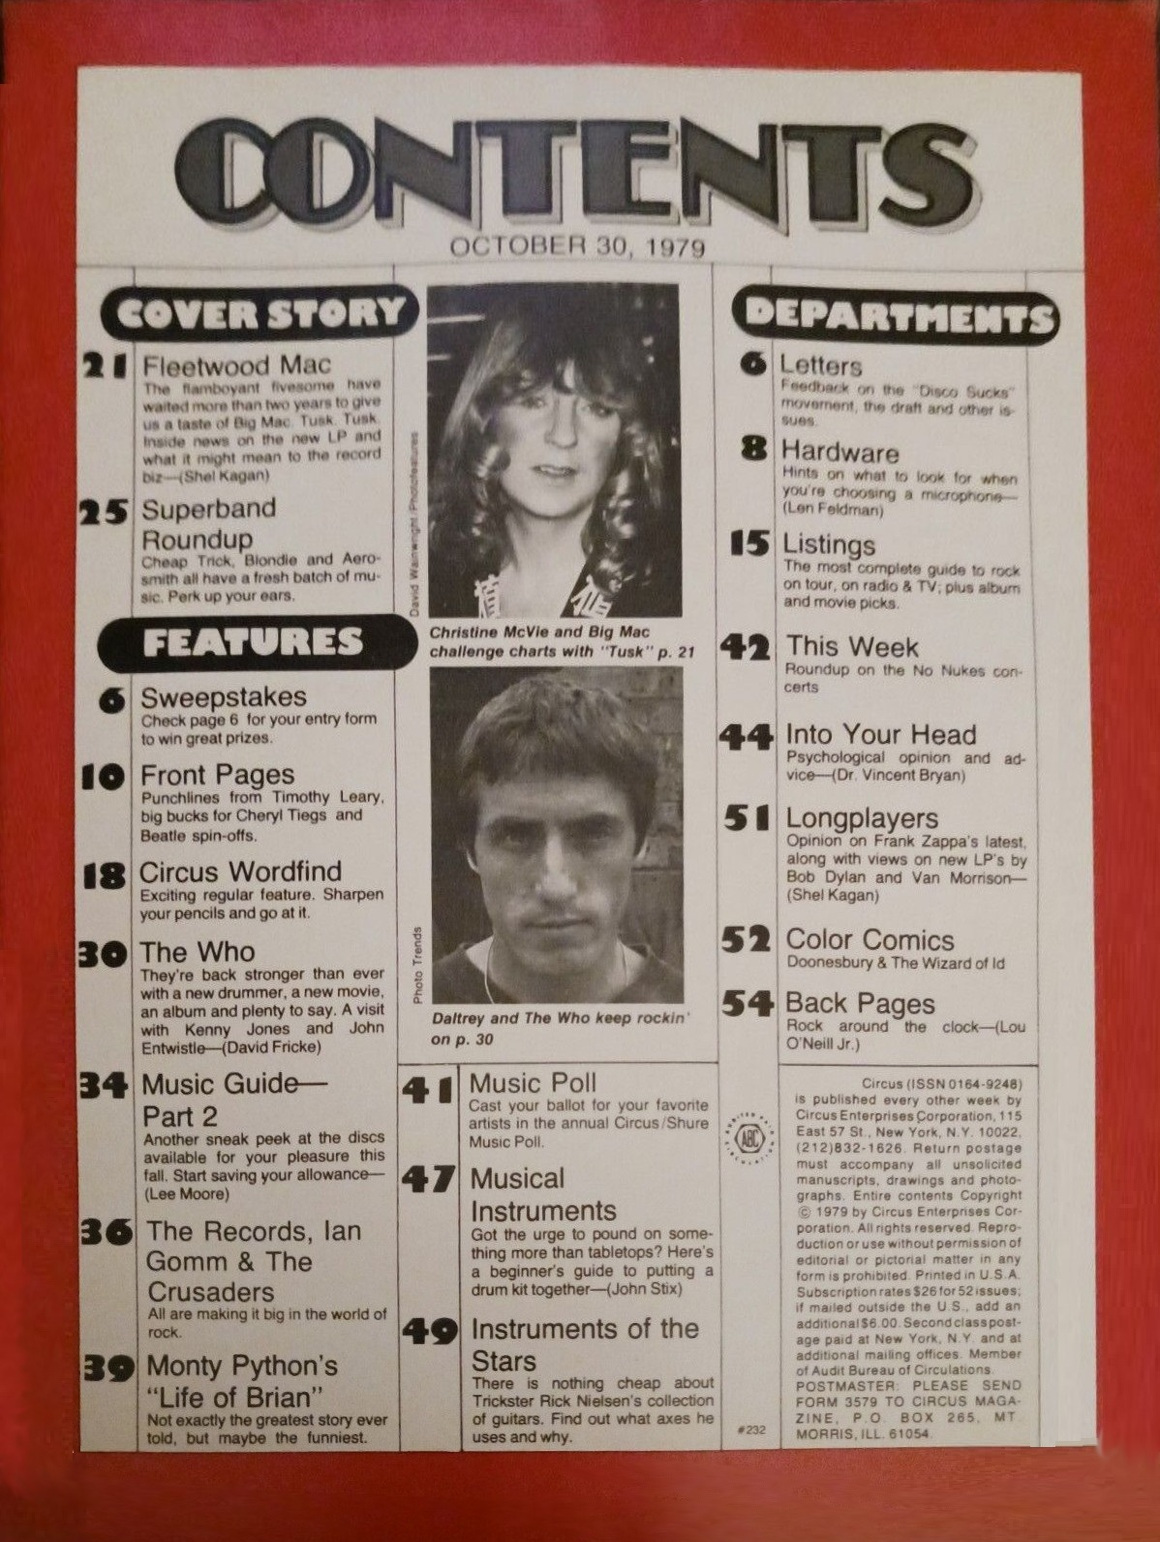 CONTENTS
OCTOBER 30, 1979
COVER STORY
21 Fleetwood Mac
The flamboyant fivesome have
waited more than two years to give
us a taste of Big Mac. Tusk. Tusk.
Inside news on the new LP and
what it might mean to the record
biz—(Shel Kagan)
25 Superband
Roundup
Cheap Trick, Blondie and Aero-
smith all have a fresh batch of mu-
sic. Perk up your ears.
FEATURES
6 Sweepstakes
Check page 6 for your entry form
to win great prizes.
10 Front Pages
Punchlines from Timothy Leary,
big bucks for Cheryl Tiegs and
Beatle spin-offs.
18 Circus Wordfind
Exciting regular feature. Sharpen
your pencils and go at it.
30 The Who
They're back stronger than ever
with a new drummer, a new movie,
an album and plenty to say. A visit
with Kenny Jones and John
Entwistle—(David Fricke)
34 Music Guide—
Part 2
Another sneak peek at the discs
available for your pleasure this
fall. Start saving your allowance—
(Lee Moore)
36 The Records, Ian
Gomm & The
Crusaders
All are making it big in the world of
rock.
39 Monty Python's
"Life of Brian"
Not exactly the greatest story ever
told, but maybe the funniest.
David Wainwright/Photofeatures
Christine McVie and Big Mac
challenge charts with "Tusk" p. 21
Photo Trends
Daltrey and The Who keep rockin'
on p. 30
41 Music Poll
Cast your ballot for your favorite
artists in the annual Circus/Shure
Music Poll.
47 Musical
Instruments
Got the urge to pound on some-
thing more than tabletops? Here's
a beginner's guide to putting a
drum kit together—(John Stix)
49 Instruments of the
Stars
There is nothing cheap about
Trickster Rick Nielsen's collection
of guitars. Find out what axes he
uses and why.
DEPARTMENTS
6 Letters
Feedback on the "Disco Sucks"
movement, the draft and other is-
sues.
8 Hardware
Hints on what to look for when
you're choosing a microphone—
(Len Feldman)
15 Listings
The most complete guide to rock
on tour, on radio & TV; plus album
and movie picks.
42 This Week
Roundup on the No Nukes con-
certs
44 Into Your Head
Psychological opinion and ad-
vice—(Dr. Vincent Bryan)
51 Longplayers
Opinion on Frank Zappa's latest,
along with views on new LP's by
Bob Dylan and Van Morrison—
(Shel Kagan)
52 Color Comics
Doonesbury & The Wizard of Id
54 Back Pages
Rock around the clock—(Lou
O'Neill Jr.)
ABC
#232
Circus (ISSN 0164-9248)
is published every other week by
Circus Enterprises Corporation, 115
East 57 St., New York, N.Y. 10022,
(212)832-1626. Return postage
must accompany all unsolicited
manuscripts, drawings and photo-
graphs. Entire contents Copyright
© 1979 by Circus Enterprises Cor-
poration. All rights reserved. Repro-
duction or use without permission of
editorial or pictorial matter in any
form is prohibited. Printed in U.S.A.
Subscription rates $26 for 52 issues;
if mailed outside the U.S., add an
additional $6.00. Second class post-
age paid at New York, N.Y. and at
additional mailing offices. Member
of Audit Bureau of Circulations.
POSTMASTER: PLEASE SEND
FORM 3579 TO CIRCUS MAGA-
ZINE, P.O. BOX 265, MT.
MORRIS, ILL. 61054.